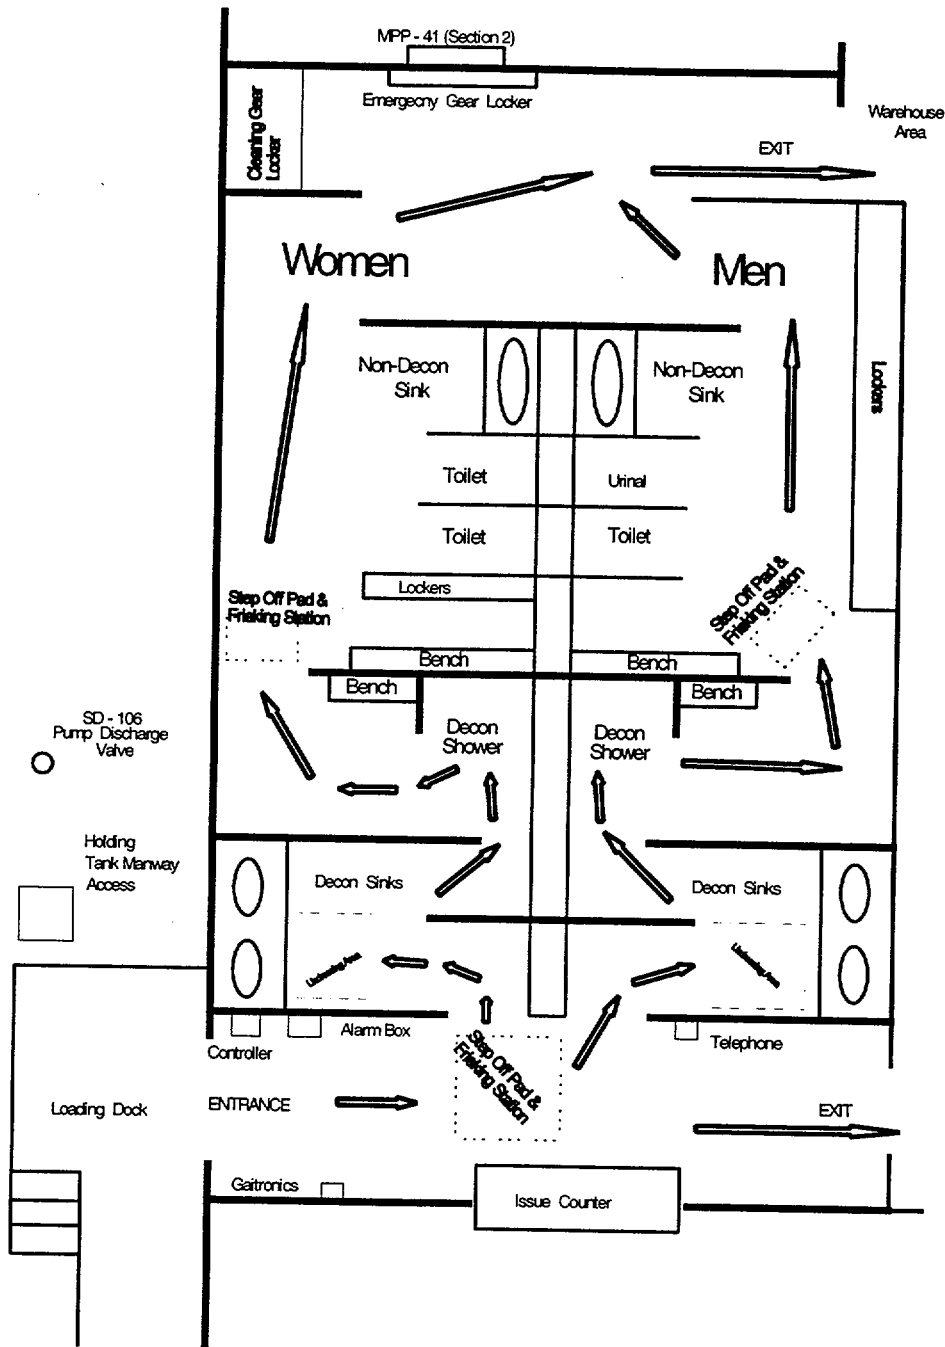 MPP - 41 (Section 2)
Emergecny Gear Locker
Cleaning Gear
Locker
Warehouse
Area
EXIT
Women
Men
Non-Decon
Sink
Non-Decon
Sink
Lockers
Toilet
Urinal
Toilet
Toilet
Lockers
Step Off Pad &
Frisking Station
Step Off Pad &
Frisking Station
Bench
Bench
Bench
Bench
SD - 106
Pump Discharge
Valve
Decon
Shower
Decon
Shower
Holding
Tank Manway
Access
Decon Sinks
Decon Sinks
Undressing Area
Undressing Area
Alarm Box
Controller
Telephone
Step Off Pad &
Frisking Station
Loading Dock
ENTRANCE
EXIT
Gaitronics
Issue Counter